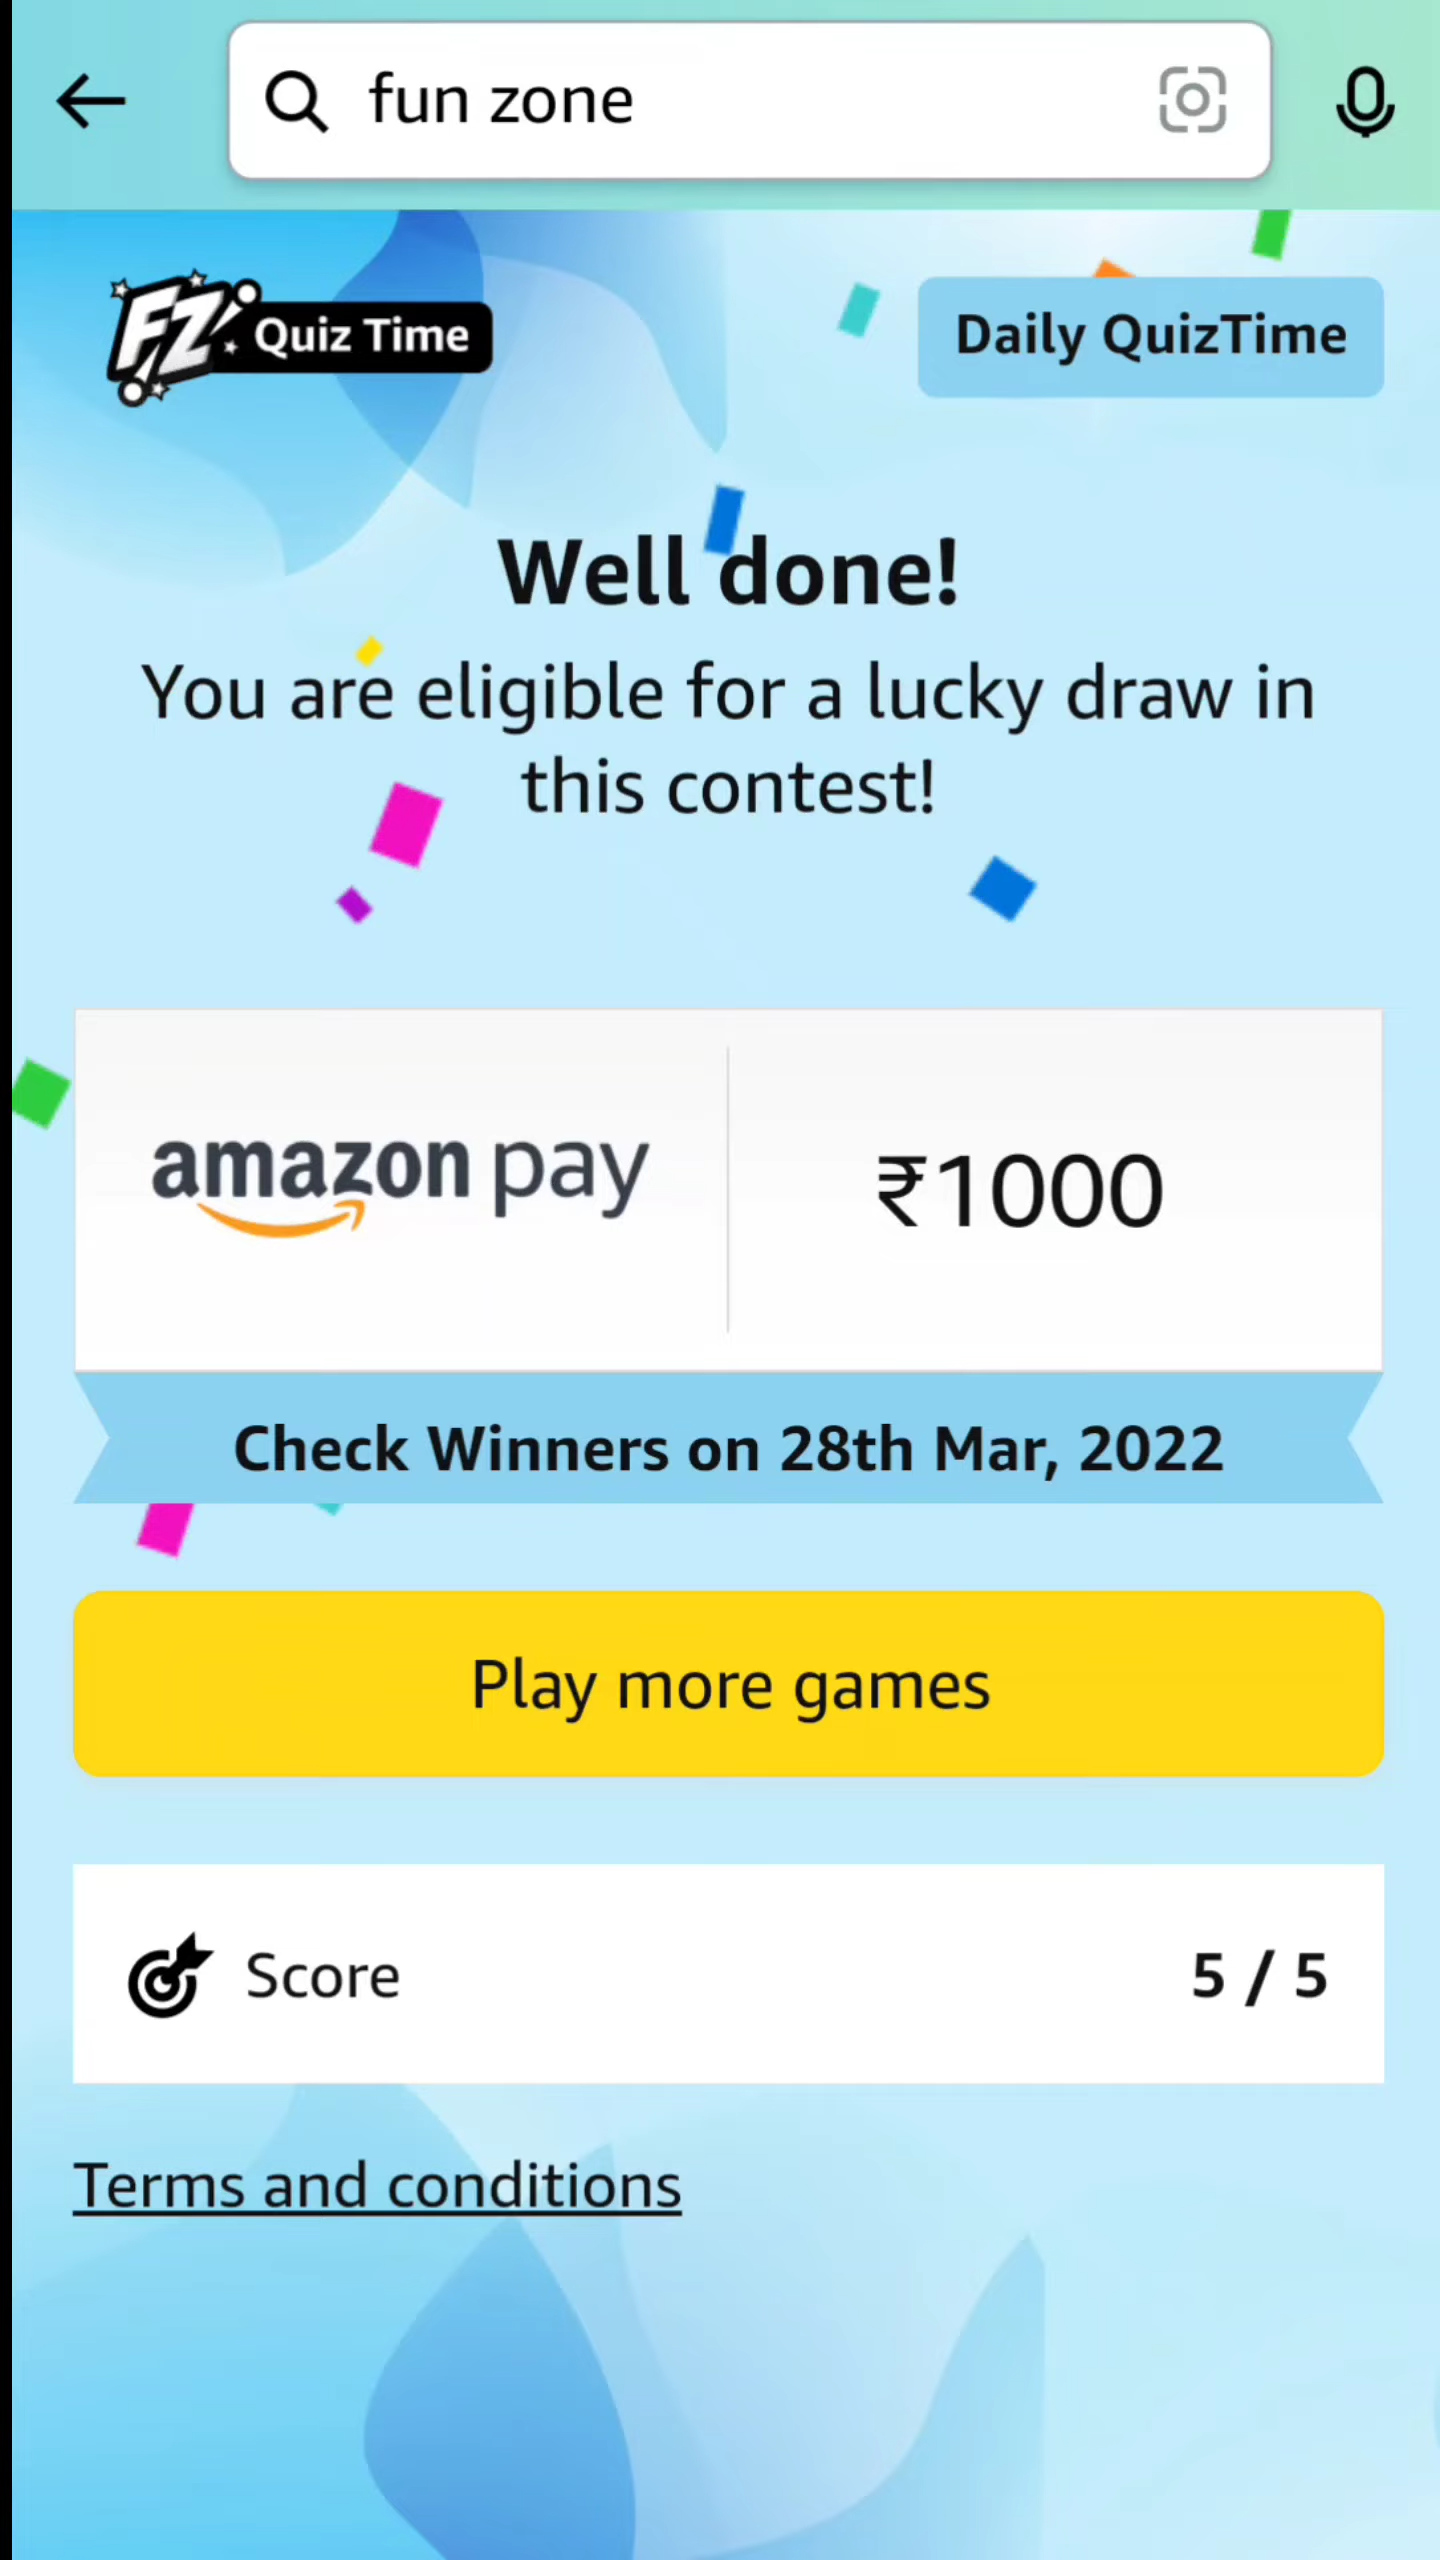 fun zone
FZ Quiz Time
Daily QuizTime
Well done!
You are eligible for a lucky draw in
this contest!
amazon pay
₹1000
Check Winners on 28th Mar, 2022
Play more games
Score
5 / 5
Terms and conditions